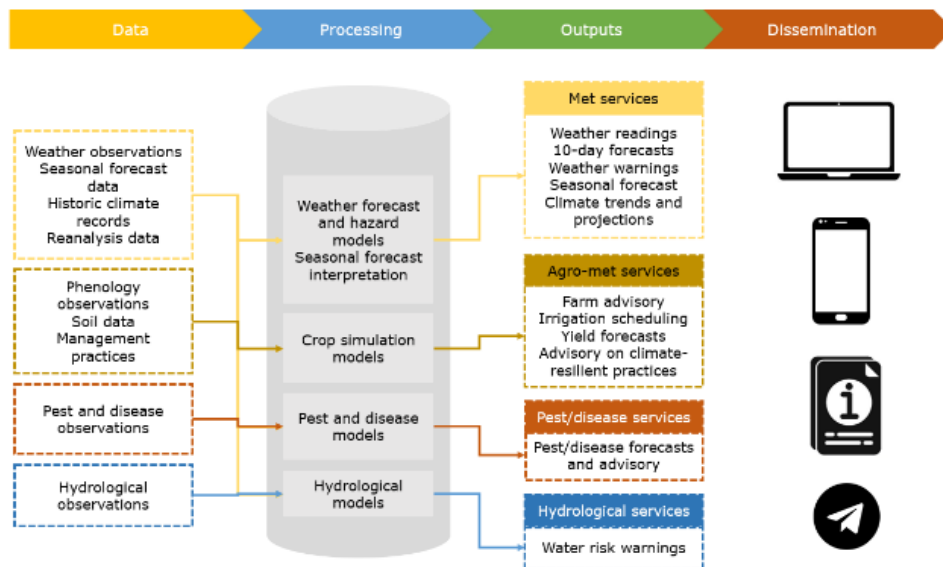 Data
Processing
Outputs
Dissemination
Weather observations
Seasonal forecast
data
Historic climate
records
Reanalysis data
Phenology
observations
Soil data
Management
practices
Pest and disease
observations
Hydrological
observations
Weather forecast
and hazard
models
Seasonal forecast
interpretation
Crop simulation
models
Pest and disease
models
Hydrological
models
Met services
Weather readings
10-day forecasts
Weather warnings
Seasonal forecast
Climate trends and
projections
Agro-met services
Farm advisory
Irrigation scheduling
Yield forecasts
Advisory on climate-
resilient practices
Pest/disease services
Pest/disease forecasts
and advisory
Hydrological services
Water risk warnings